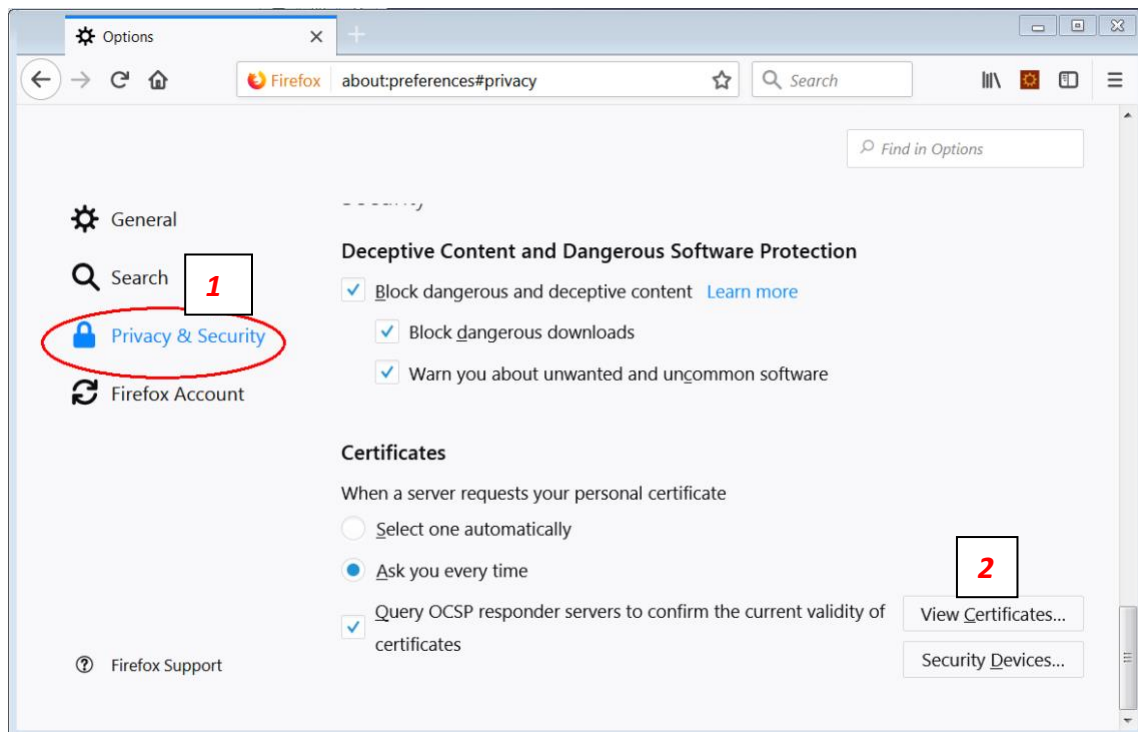 Options
Firefox
about:preferences#privacy
Search
Find in Options
General
Search
1
Privacy & Security
Firefox Account
Firefox Support
Security
Deceptive Content and Dangerous Software Protection
Block dangerous and deceptive content Learn more
Block dangerous downloads
Warn you about unwanted and uncommon software
Certificates
When a server requests your personal certificate
Select one automatically
Ask you every time
Query OCSP responder servers to confirm the current validity of
certificates
2
View Certificates...
Security Devices...